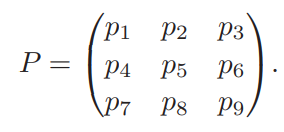 p₁ p₂ p₃
P = ( p₄ p₅ p₆ ) .
p₇ p₈ p₉